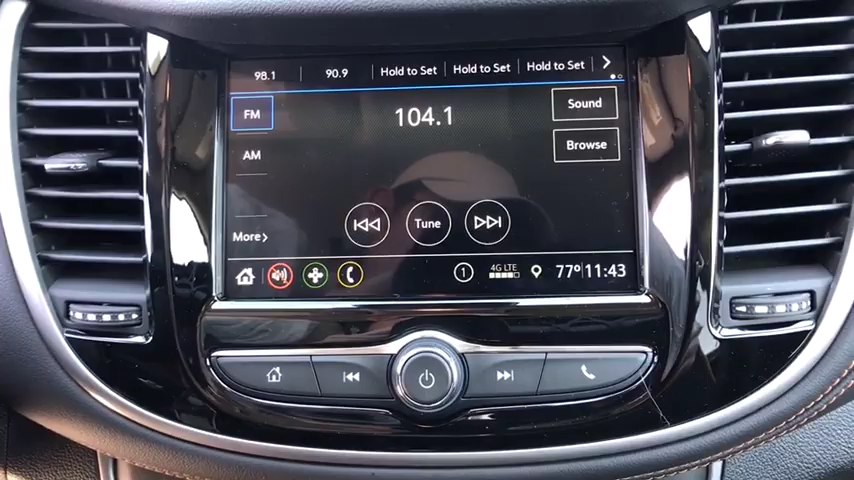 98.1 90.9 Hold to Set Hold to Set Hold to Set
FM 104.1 Sound
AM Browse
Tune
More
1 4G LTE 77° 11:43